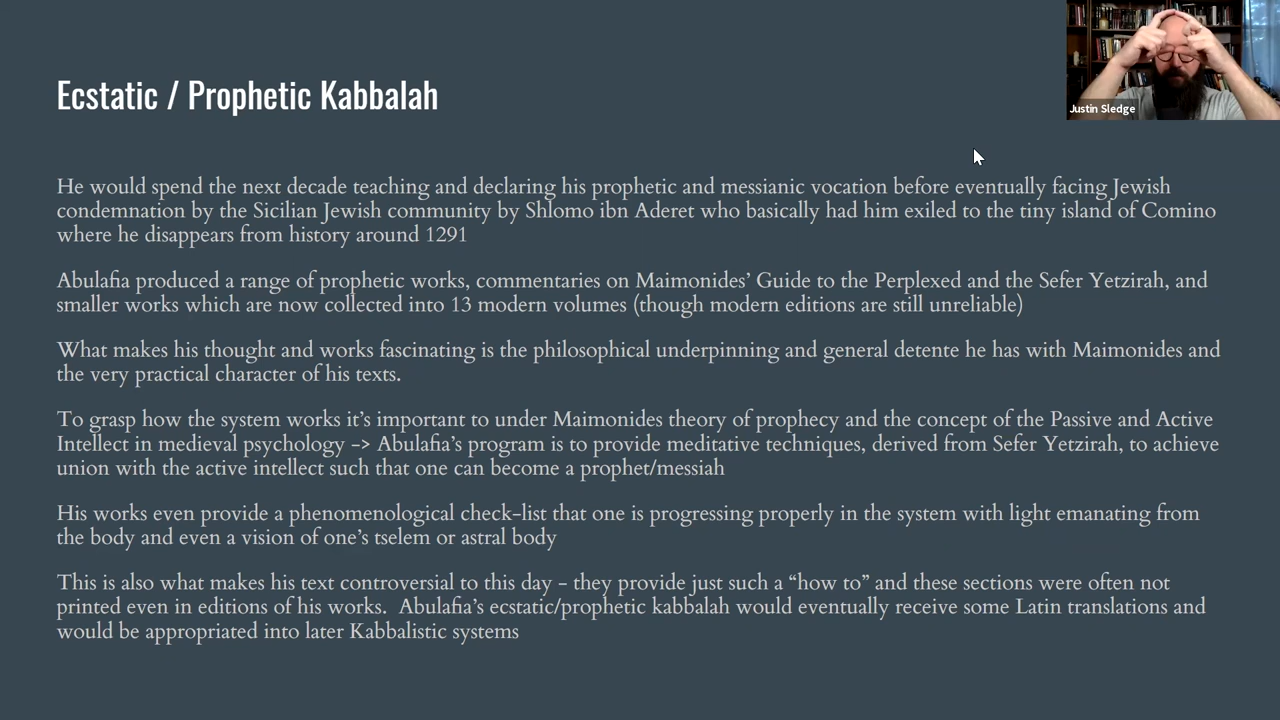 Justin Sledge
Ecstatic / Prophetic Kabbalah
He would spend the next decade teaching and declaring his prophetic and messianic vocation before eventually facing Jewish
condemnation by the Sicilian Jewish community by Shlomo ibn Aderet who basically had him exiled to the tiny island of Comino
where he disappears from history around 1291
Abulafia produced a range of prophetic works, commentaries on Maimonides' Guide to the Perplexed and the Sefer Yetzirah, and
smaller works which are now collected into 13 modern volumes (though modern editions are still unreliable)
What makes his thought and works fascinating is the philosophical underpinning and general detente he has with Maimonides and
the very practical character of his texts.
To grasp how the system works it's important to under Maimonides theory of prophecy and the concept of the Passive and Active
Intellect in medieval psychology -> Abulafia's program is to provide meditative techniques, derived from Sefer Yetzirah, to achieve
union with the active intellect such that one can become a prophet/messiah
His works even provide a phenomenological check-list that one is progressing properly in the system with light emanating from
the body and even a vision of one's tselem or astral body
This is also what makes his text controversial to this day - they provide just such a "how to" and these sections were often not
printed even in editions of his works.  Abulafia's ecstatic/prophetic kabbalah would eventually receive some Latin translations and
would be appropriated into later Kabbalistic systems